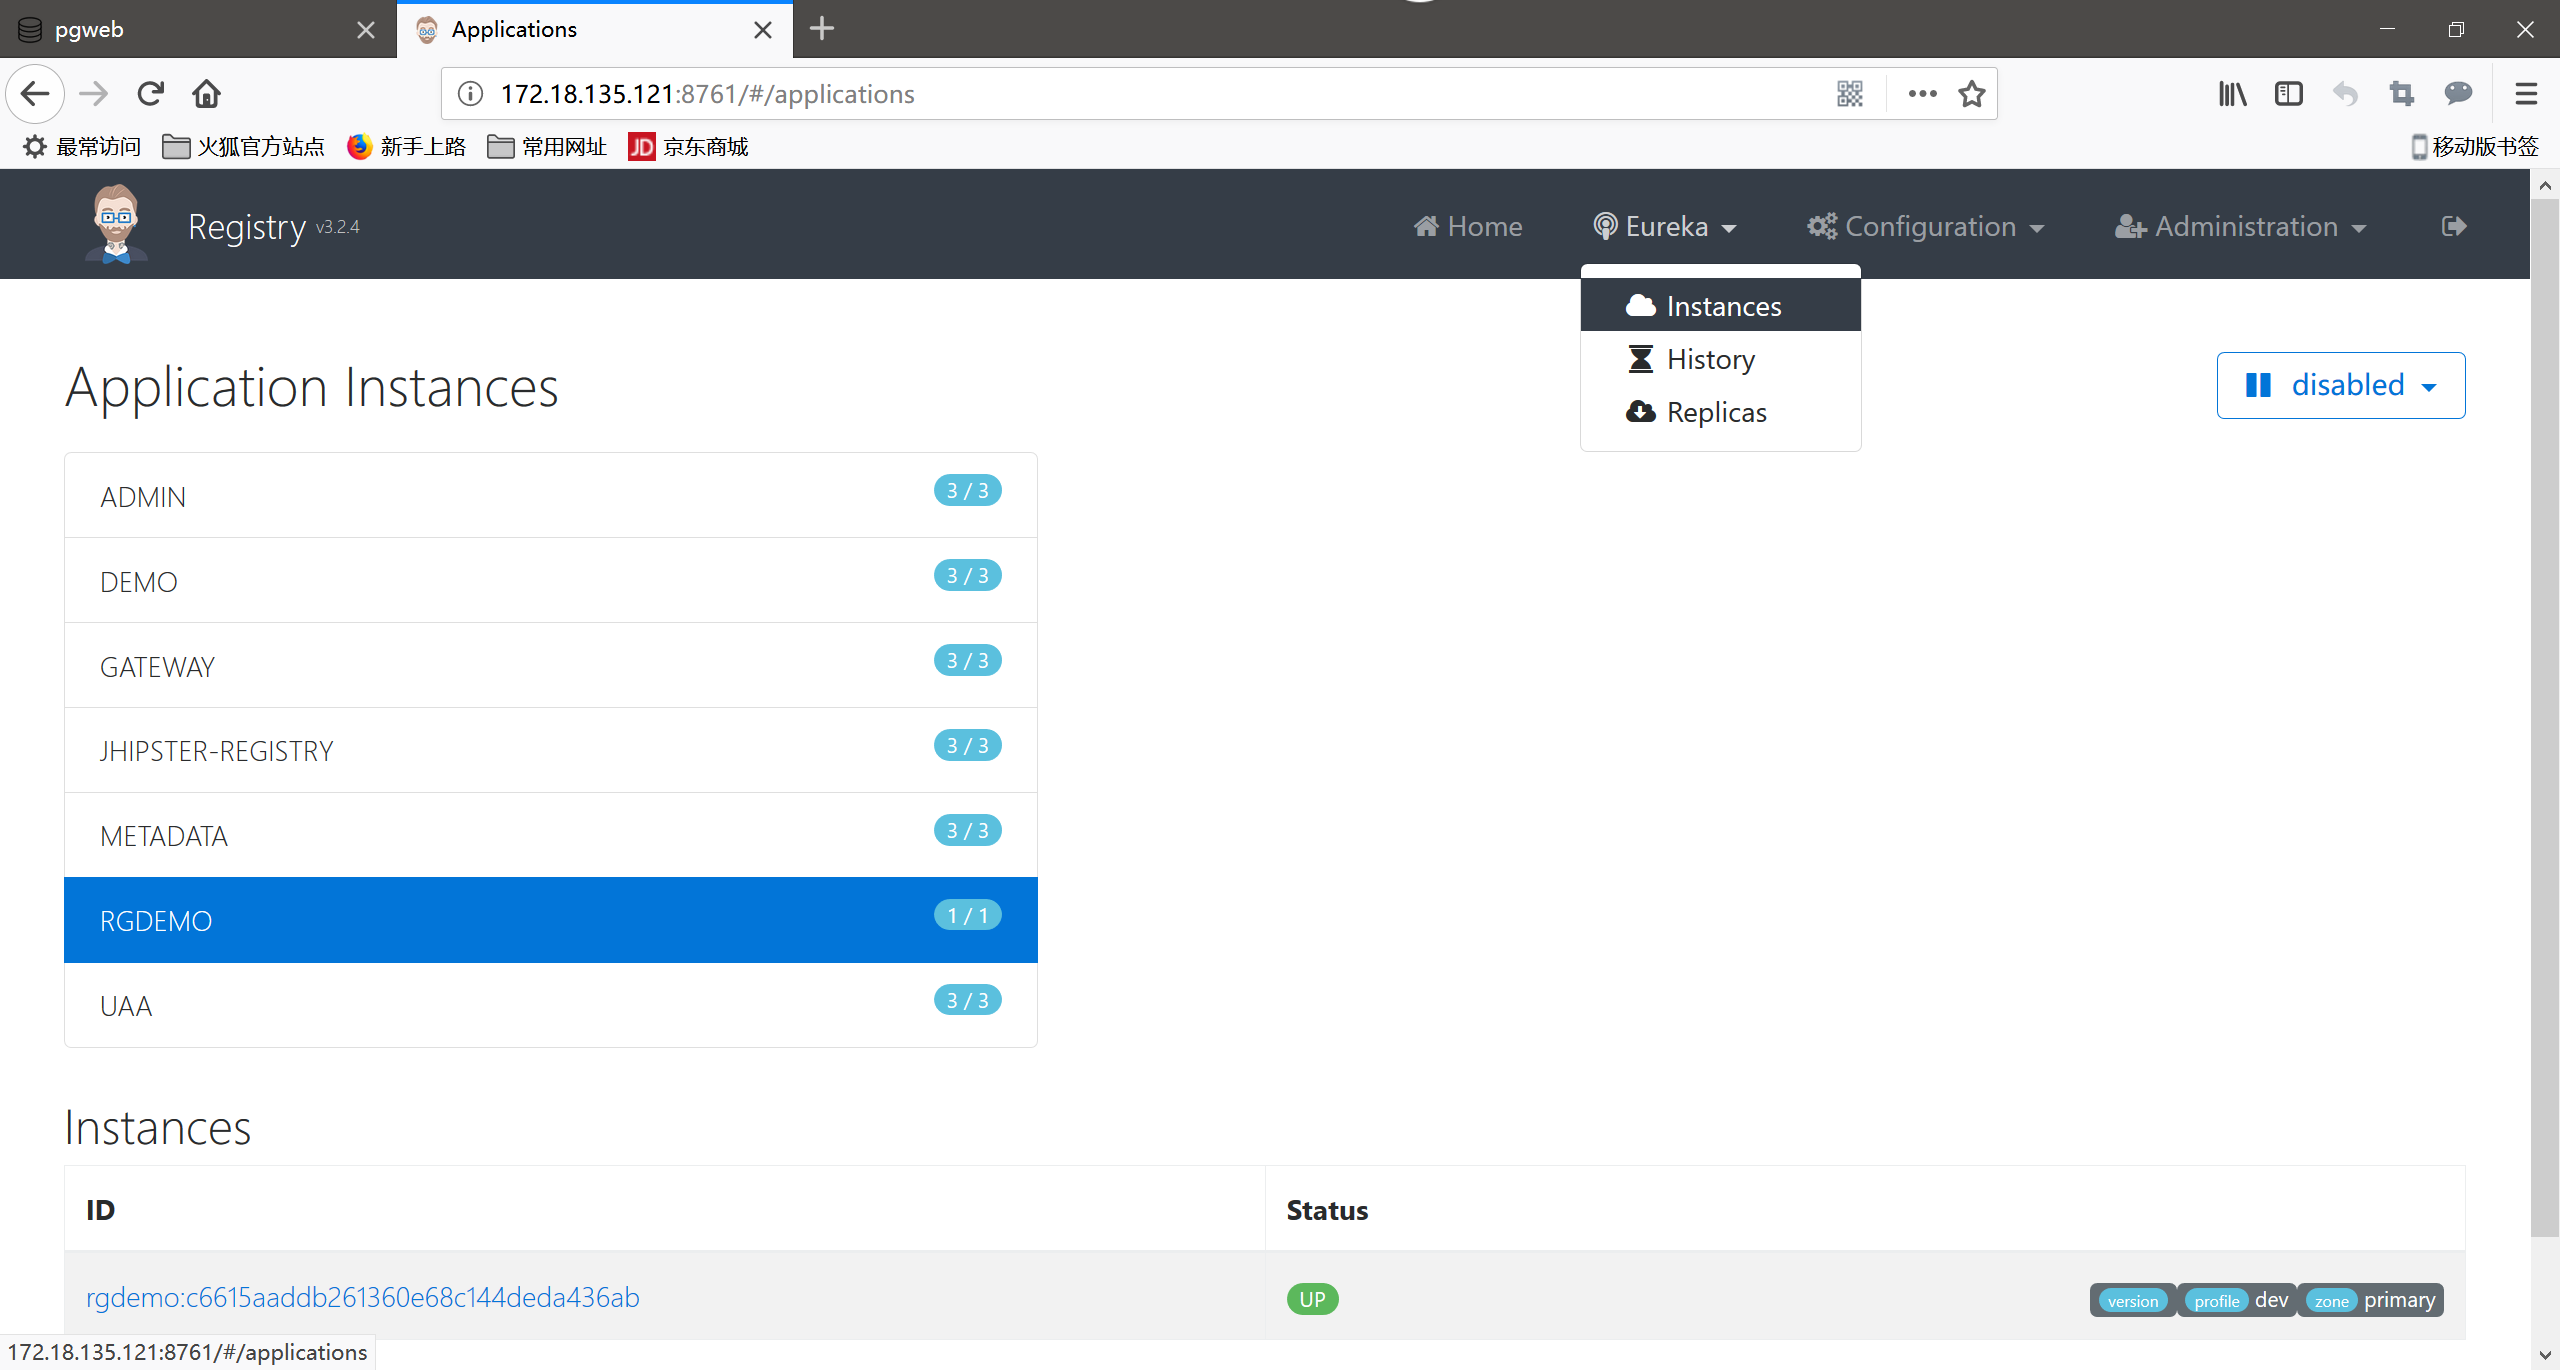 pgweb
Applications
172.18.135.121:8761/#/applications
最常访问 火狐官方站点 新手上路 常用网址 JD 京东商城 移动版书签
Registry v3.2.4 Home Eureka Configuration Administration
Instances
History
Replicas
Application Instances
disabled
ADMIN 3 / 3
DEMO 3 / 3
GATEWAY 3 / 3
JHIPSTER-REGISTRY 3 / 3
METADATA 3 / 3
RGDEMO 1 / 1
UAA 3 / 3
Instances
ID Status
rgdemo:c6615aaddb261360e68c144deda436ab UP version profile dev zone primary
172.18.135.121:8761/#/applications